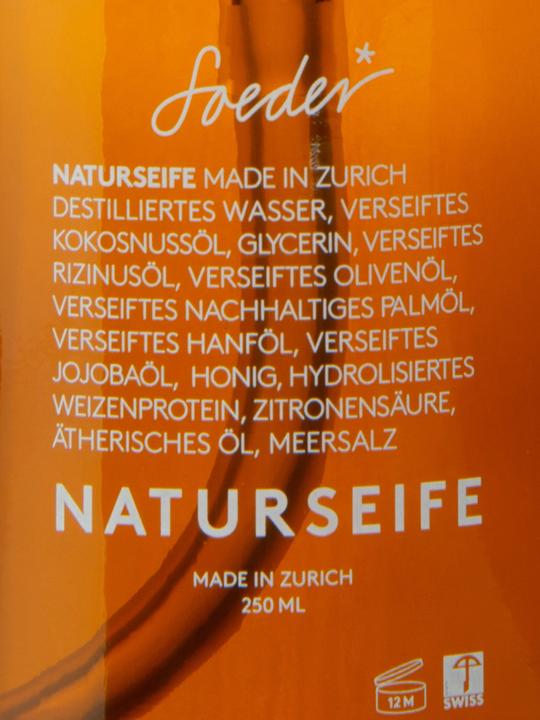 Soeder*
NATURSEIFE MADE IN ZURICH
DESTILLIERTES WASSER, VERSEIFTES
KOKOSNUSSÖL, GLYCERIN, VERSEIFTES
RIZINUSÖL, VERSEIFTES OLIVENÖL,
VERSEIFTES NACHHALTIGES PALMÖL,
VERSEIFTES HANFÖL, VERSEIFTES
JOJOBAÖL, HONIG, HYDROLISIERTES
WEIZENPROTEIN, ZITRONENSÄURE,
ÄTHERISCHES ÖL, MEERSALZ
NATURSEIFE
MADE IN ZURICH
250 ML
12 M
SWISS